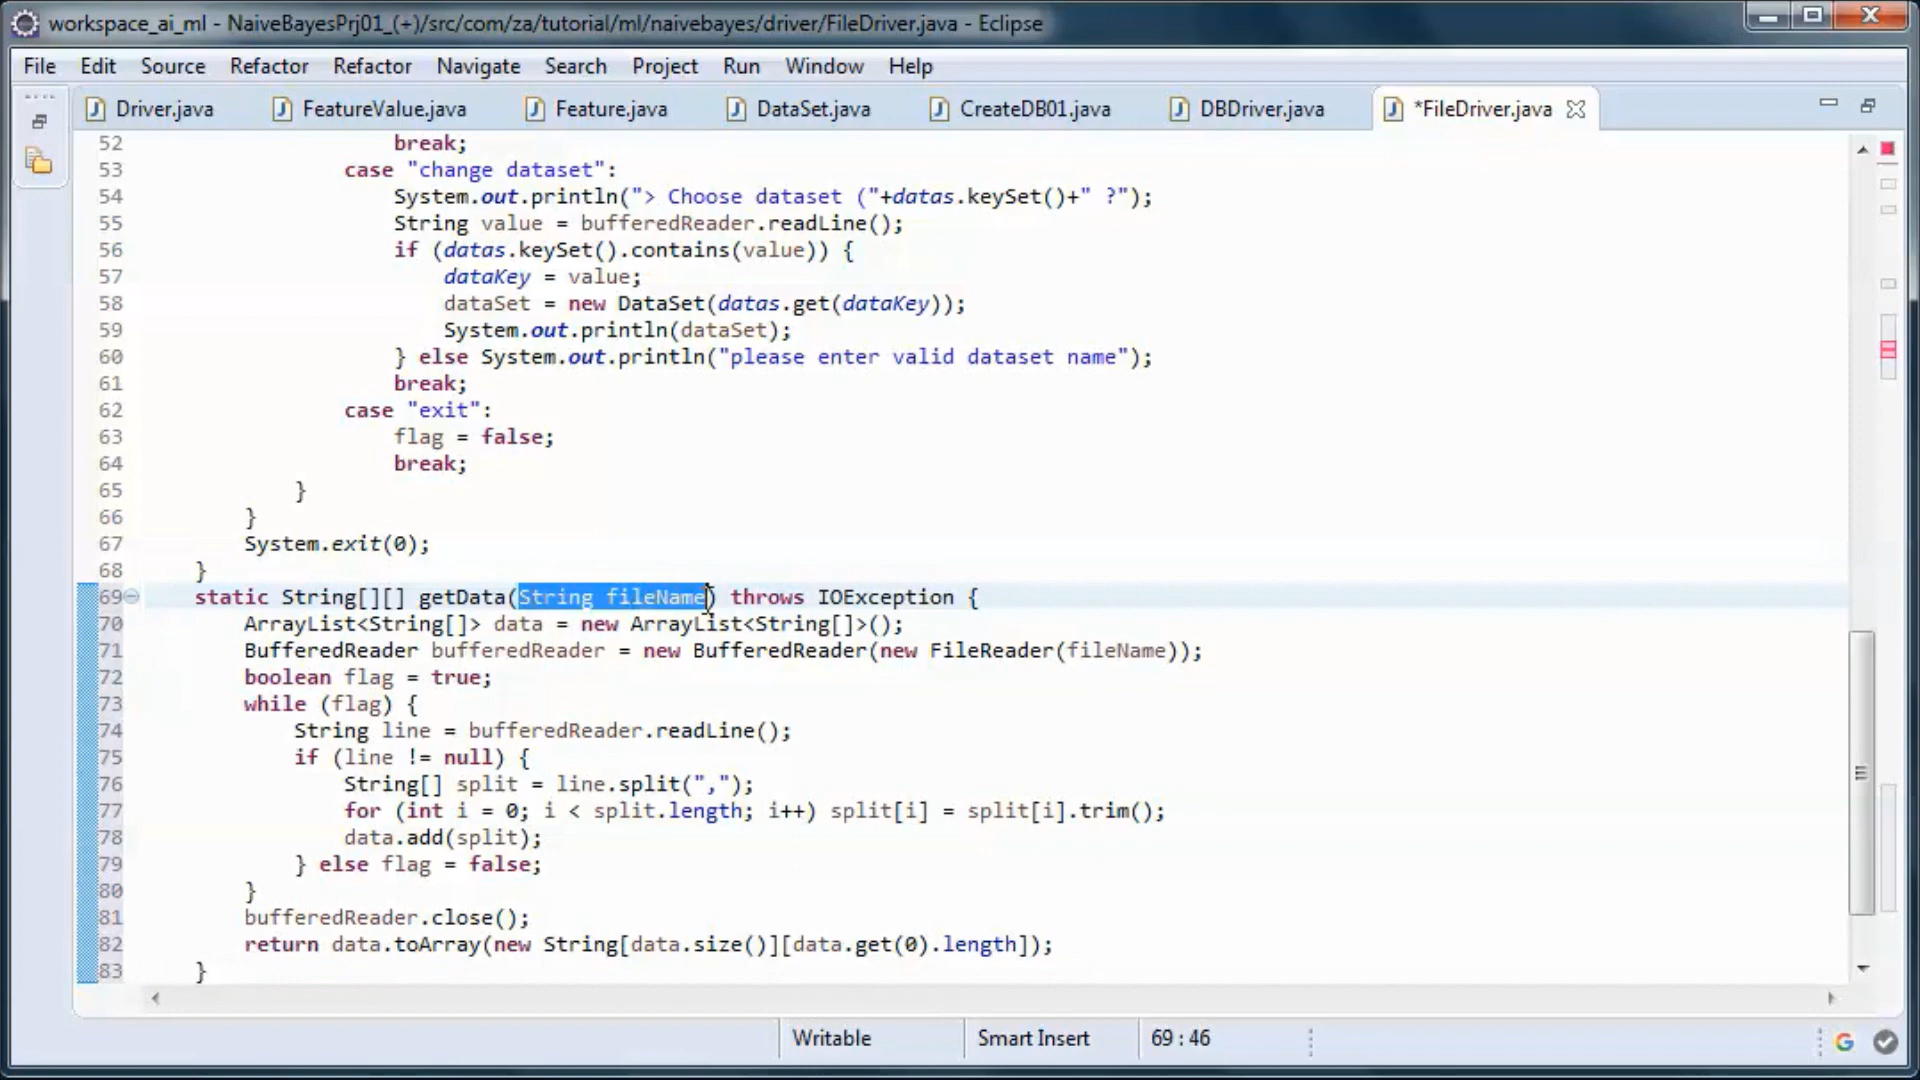 workspace_ai_ml - NaiveBayesPrj01_(+)/src/com/za/tutorial/ml/naivebayes/driver/FileDriver.java - Eclipse
File Edit Source Refactor Refactor Navigate Search Project Run Window Help
Driver.java FeatureValue.java Feature.java DataSet.java CreateDB01.java DBDriver.java *FileDriver.java
52 break;
53 case "change dataset":
54 System.out.println("> Choose dataset ("+datas.keySet()+" ?");
55 String value = bufferedReader.readLine();
56 if (datas.keySet().contains(value)) {
57 dataKey = value;
58 dataSet = new DataSet(datas.get(dataKey));
59 System.out.println(dataSet);
60 } else System.out.println("please enter valid dataset name");
61 break;
62 case "exit":
63 flag = false;
64 break;
65 }
66 }
67 System.exit(0);
68 }
69 static String[][] getData(String fileName) throws IOException {
70 ArrayList<String[]> data = new ArrayList<String[]>();
71 BufferedReader bufferedReader = new BufferedReader(new FileReader(fileName));
72 boolean flag = true;
73 while (flag) {
74 String line = bufferedReader.readLine();
75 if (line != null) {
76 String[] split = line.split(",");
77 for (int i = 0; i < split.length; i++) split[i] = split[i].trim();
78 data.add(split);
79 } else flag = false;
80 }
81 bufferedReader.close();
82 return data.toArray(new String[data.size()][data.get(0).length]);
83 }
Writable Smart Insert 69 : 46